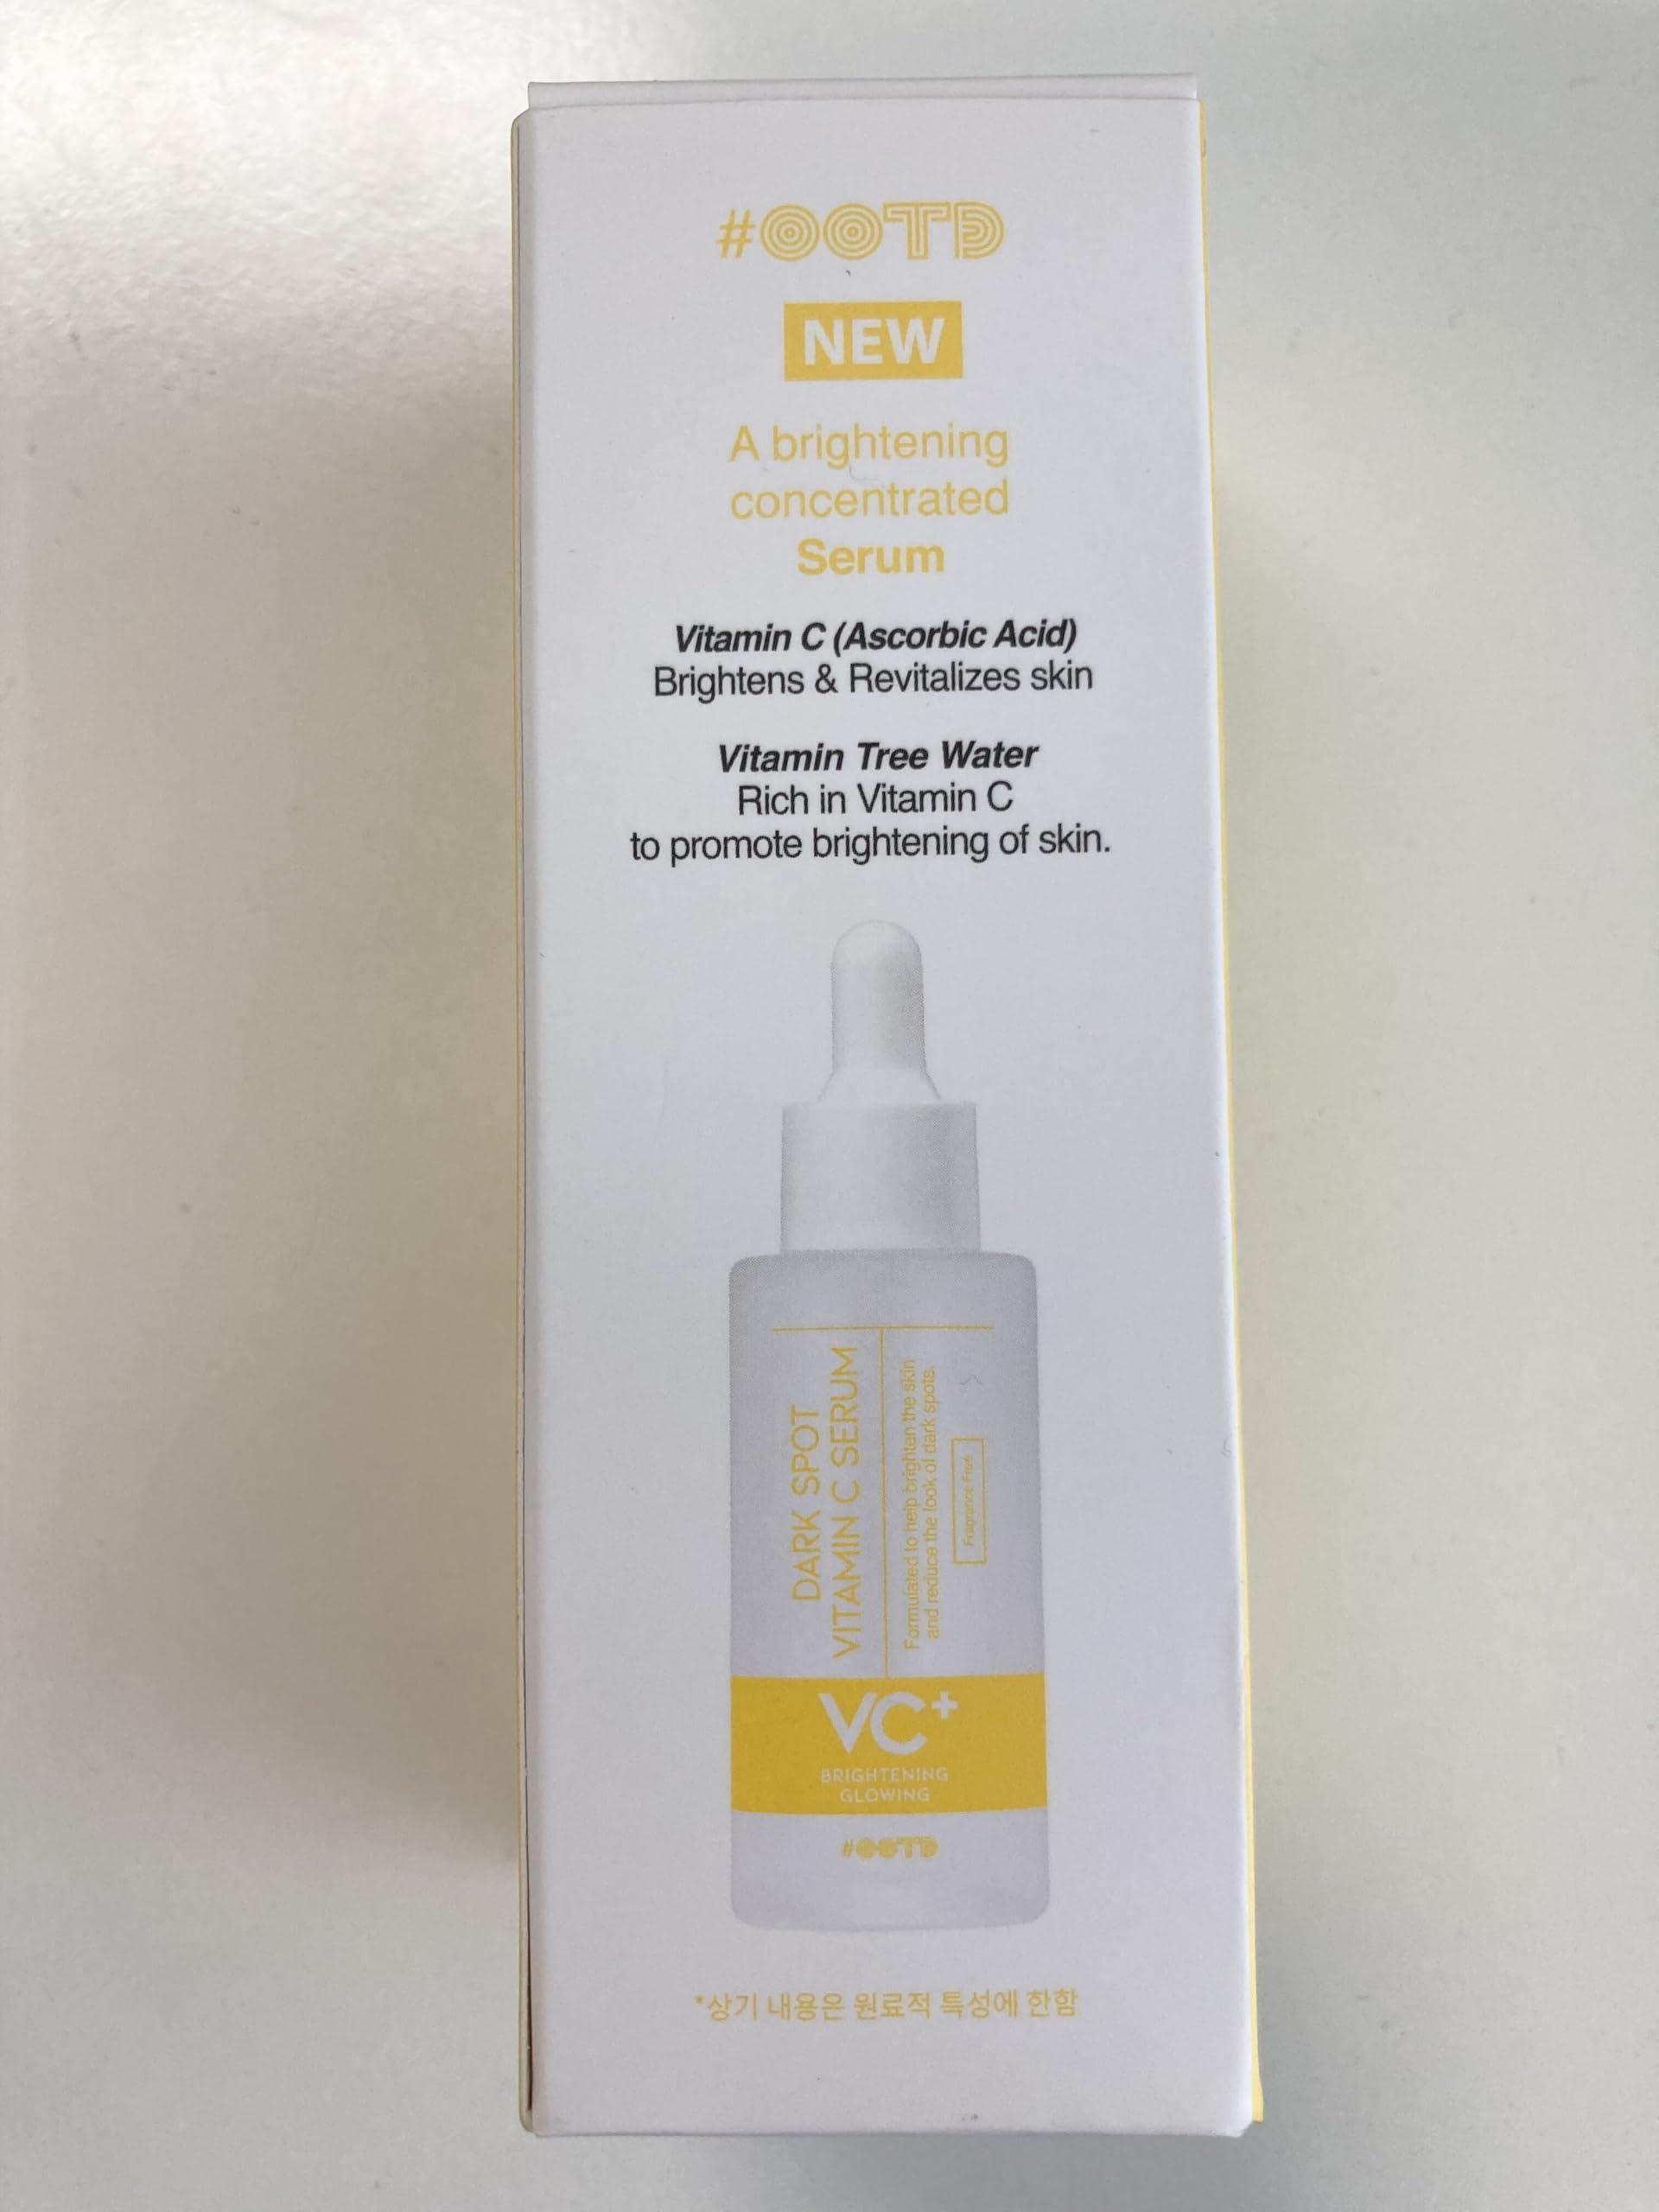 #OOTD
NEW
A brightening
concentrated
Serum
Vitamin C (Ascorbic Acid)
Brightens & Revitalizes skin
Vitamin Tree Water
Rich in Vitamin C
to promote brightening of skin.
DARK SPOT
VITAMIN C SERUM
Formulated to help brighten the skin
and reduce the look of dark spots.
Fragrance Free
VC+
BRIGHTENING
GLOWING
#OOTD
*상기 내용은 원료적 특성에 한함